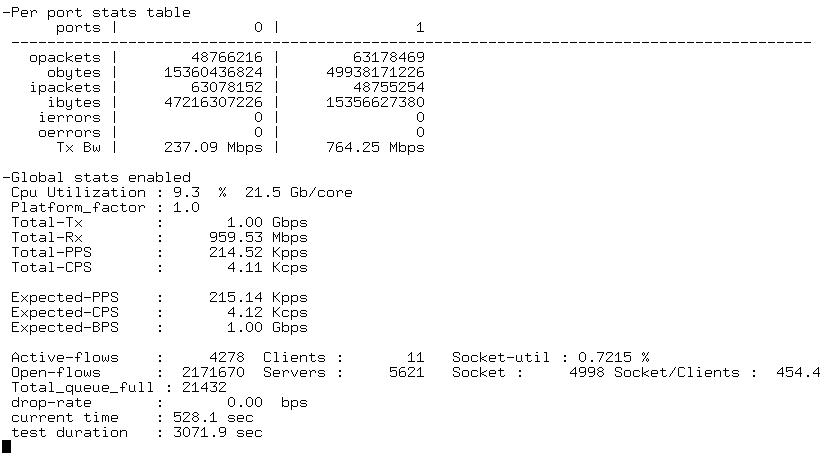 -Per port stats table
ports | 0 | 1
-----------------------------------------------------------------------------------------
opackets | 48766216 | 63178469
obytes | 15360436824 | 49938171226
ipackets | 63078152 | 48755254
ibytes | 47216307226 | 15356627380
ierrors | 0 | 0
oerrors | 0 | 0
Tx Bw | 237.09 Mbps | 764.25 Mbps
-Global stats enabled
Cpu Utilization : 9.3 % 21.5 Gb/core
Platform_factor : 1.0
Total-Tx : 1.00 Gbps
Total-Rx : 959.53 Mbps
Total-PPS : 214.52 Kpps
Total-CPS : 4.11 Kcps
Expected-PPS : 215.14 Kpps
Expected-CPS : 4.12 Kcps
Expected-BPS : 1.00 Gbps
Active-flows : 4278 Clients : 11 Socket-util : 0.7215 %
Open-flows : 2171670 Servers : 5621 Socket : 4998 Socket/Clients : 454.4
Total_queue_full : 21432
drop-rate : 0.00 bps
current time : 528.1 sec
test duration : 3071.9 sec